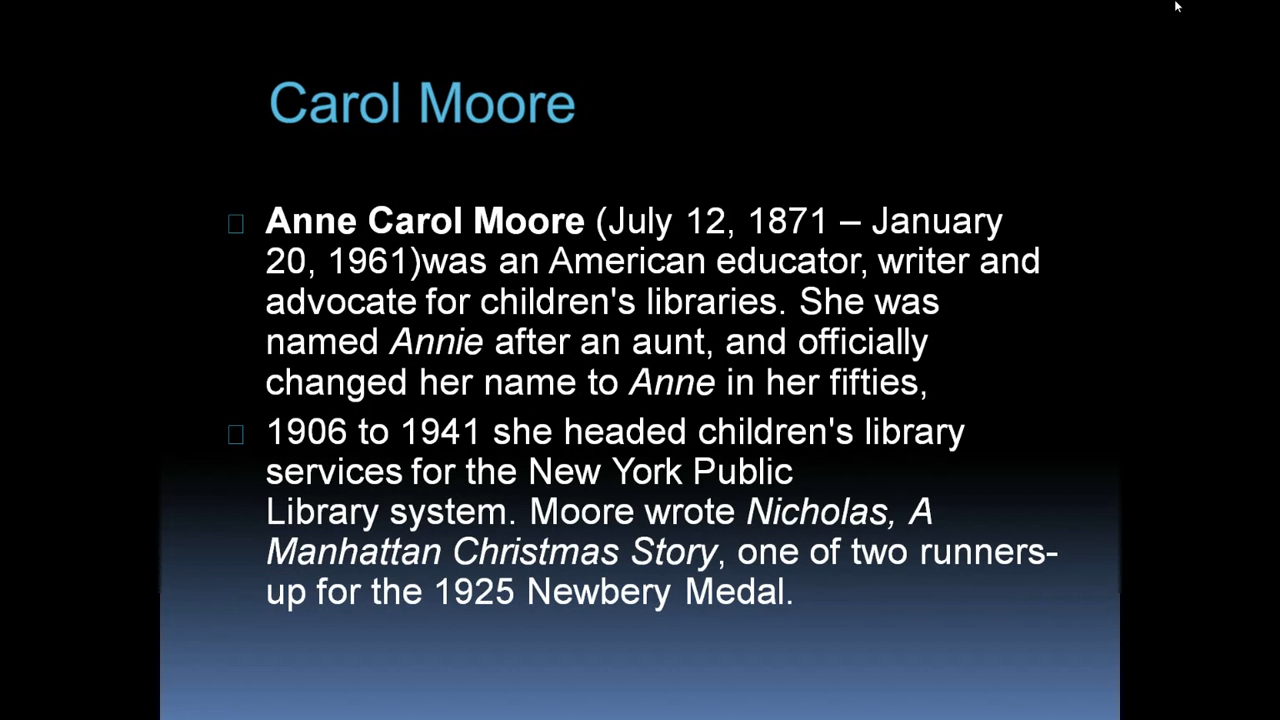 Carol Moore
Anne Carol Moore (July 12, 1871 – January
20, 1961)was an American educator, writer and
advocate for children's libraries. She was
named Annie after an aunt, and officially
changed her name to Anne in her fifties,
1906 to 1941 she headed children's library
services for the New York Public
Library system. Moore wrote Nicholas, A
Manhattan Christmas Story, one of two runners-
up for the 1925 Newbery Medal.